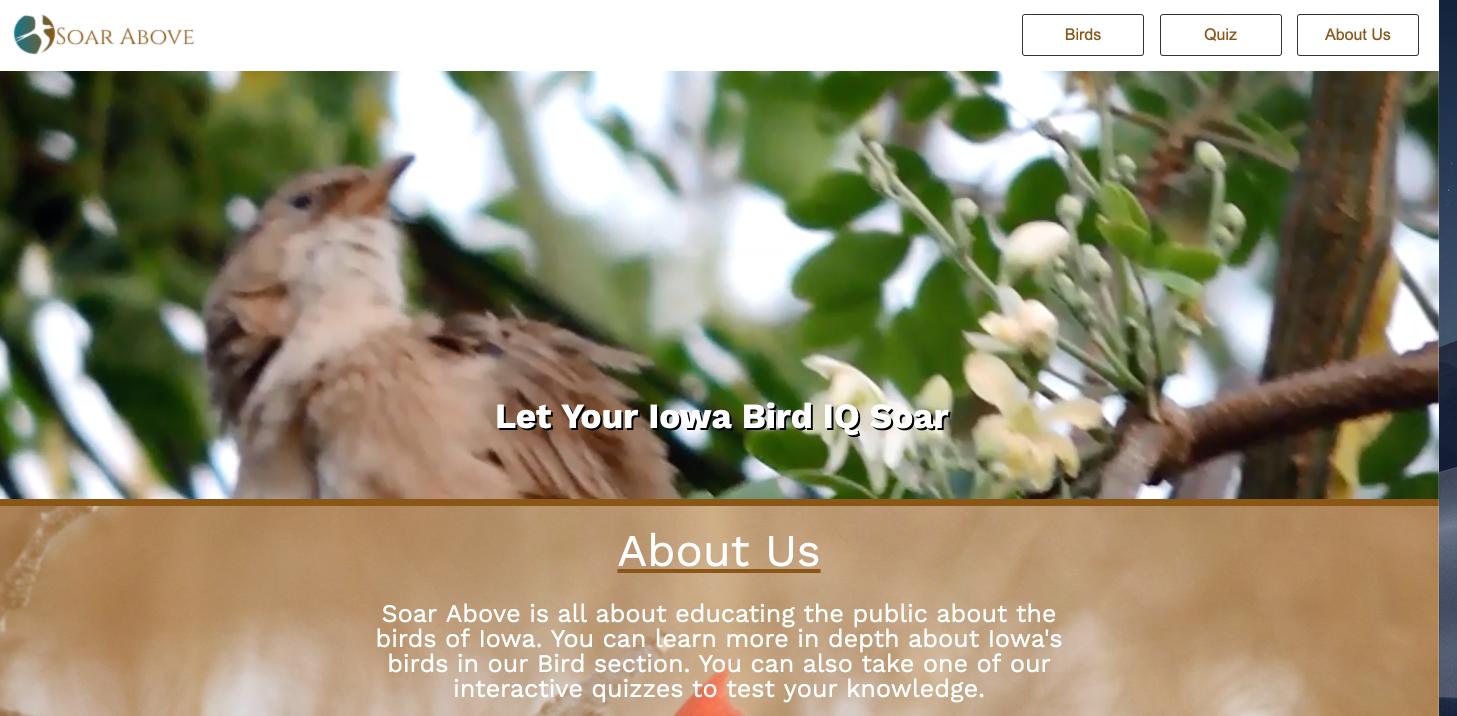 Soar Above
Birds
Quiz
About Us
Let Your Iowa Bird IQ Soar
About Us
Soar Above is all about educating the public about the
birds of Iowa. You can learn more in depth about Iowa's
birds in our Bird section. You can also take one of our
interactive quizzes to test your knowledge.